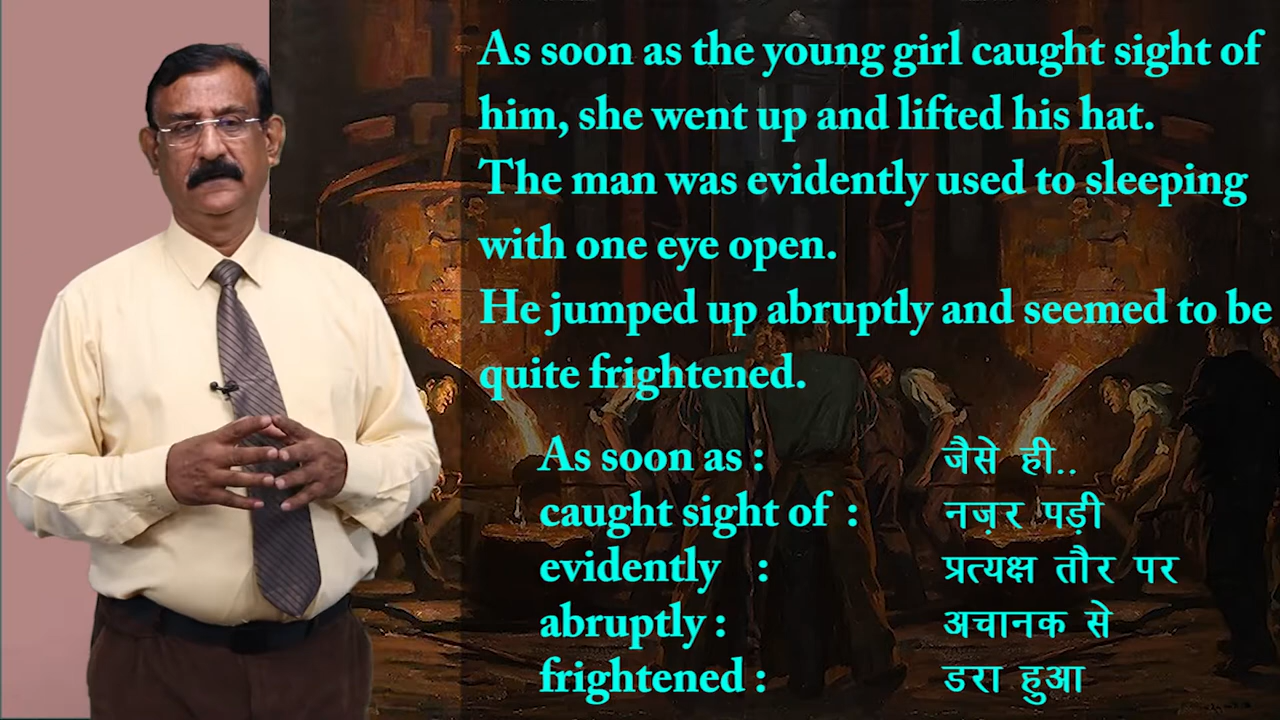 As soon as the young girl caught sight of
him, she went up and lifted his hat.
The man was evidently used to sleeping
with one eye open.
He jumped up abruptly and seemed to be
quite frightened.
As soon as : जैसे ही..
caught sight of : नज़र पड़ी
evidently : प्रत्यक्ष तौर पर
abruptly : अचानक से
frightened : डरा हुआ